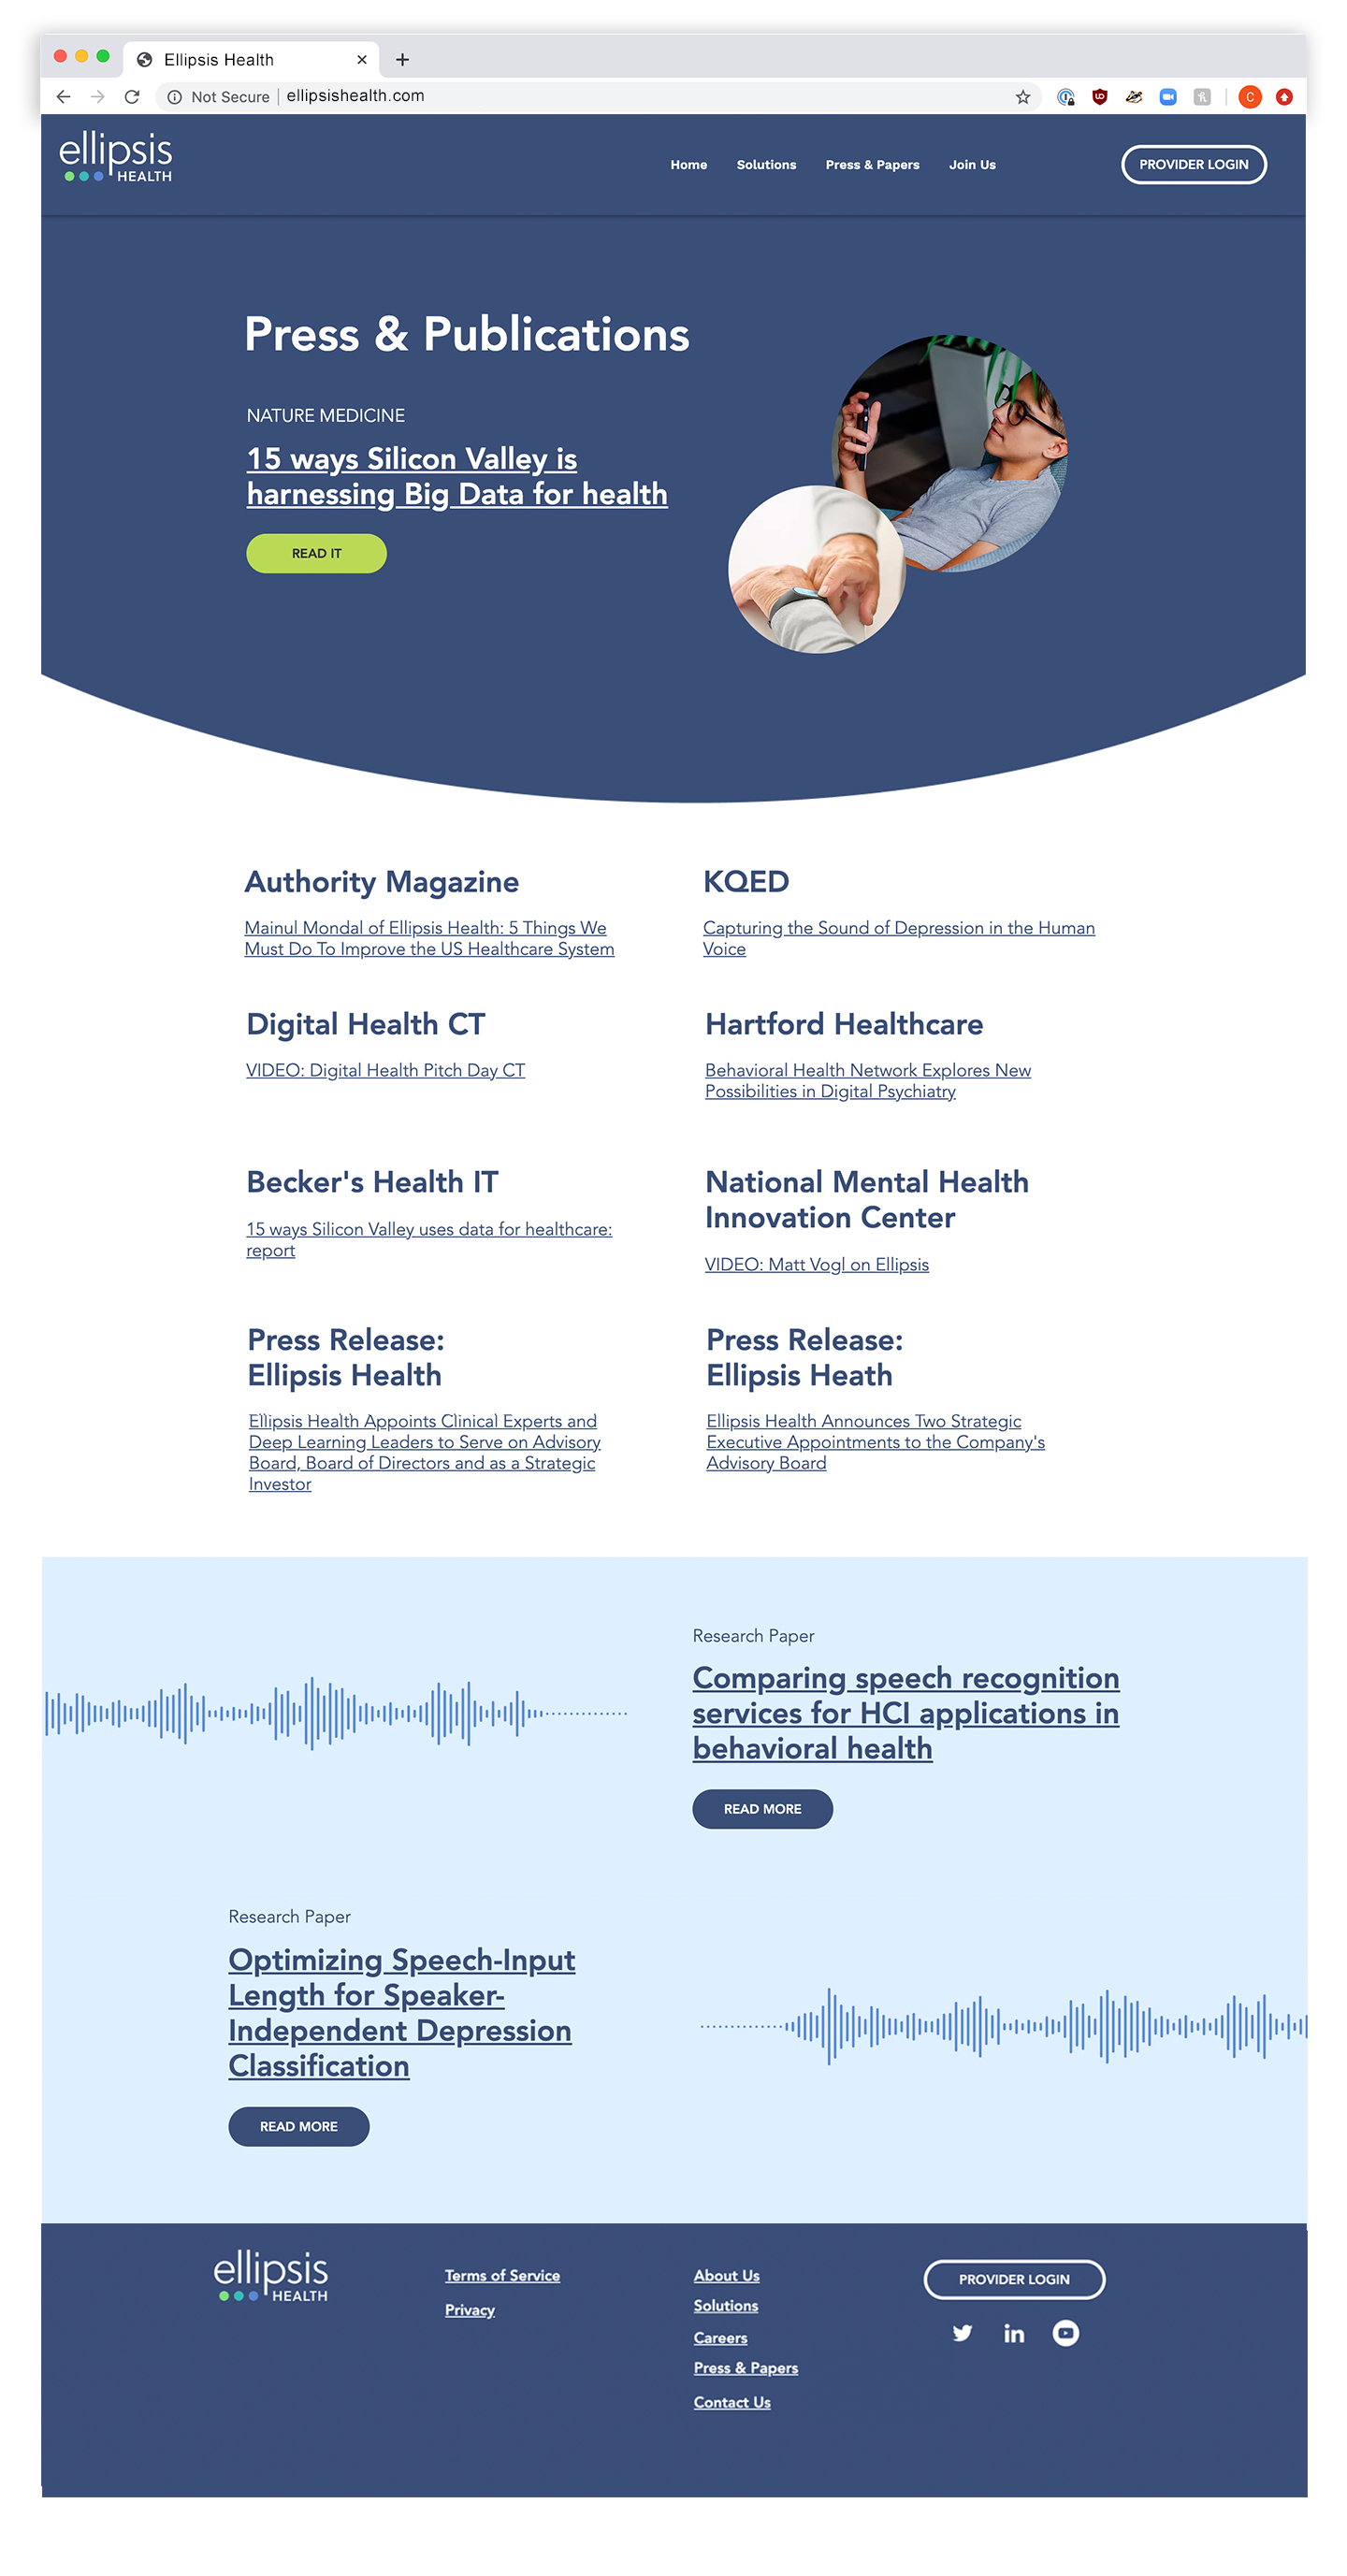 Ellipsis Health
Not Secure
ellipsishealth.com
C
ellipsis
HEALTH
Home
Solutions
Press & Papers
Join Us
PROVIDER LOGIN
Press & Publications
NATURE MEDICINE
15 ways Silicon Valley is
harnessing Big Data for health
READ IT
Authority Magazine
Mainul Mondal of Ellipsis Health: 5 Things We
Must Do To Improve the US Healthcare System
KQED
Capturing the Sound of Depression in the Human
Voice
Digital Health CT
VIDEO: Digital Health Pitch Day CT
Hartford Healthcare
Behavioral Health Network Explores New
Possibilities in Digital Psychiatry
Becker's Health IT
15 ways Silicon Valley uses data for healthcare:
report
National Mental Health
Innovation Center
VIDEO: Matt Vogl on Ellipsis
Press Release:
Ellipsis Health
Ellipsis Health Appoints Clinical Experts and
Deep Learning Leaders to Serve on Advisory
Board, Board of Directors and as a Strategic
Investor
Press Release:
Ellipsis Heath
Ellipsis Health Announces Two Strategic
Executive Appointments to the Company's
Advisory Board
Research Paper
Comparing speech recognition
services for HCI applications in
behavioral health
READ MORE
Research Paper
Optimizing Speech-Input
Length for Speaker-
Independent Depression
Classification
READ MORE
ellipsis
HEALTH
Terms of Service
Privacy
About Us
Solutions
Careers
Press & Papers
Contact Us
PROVIDER LOGIN
in